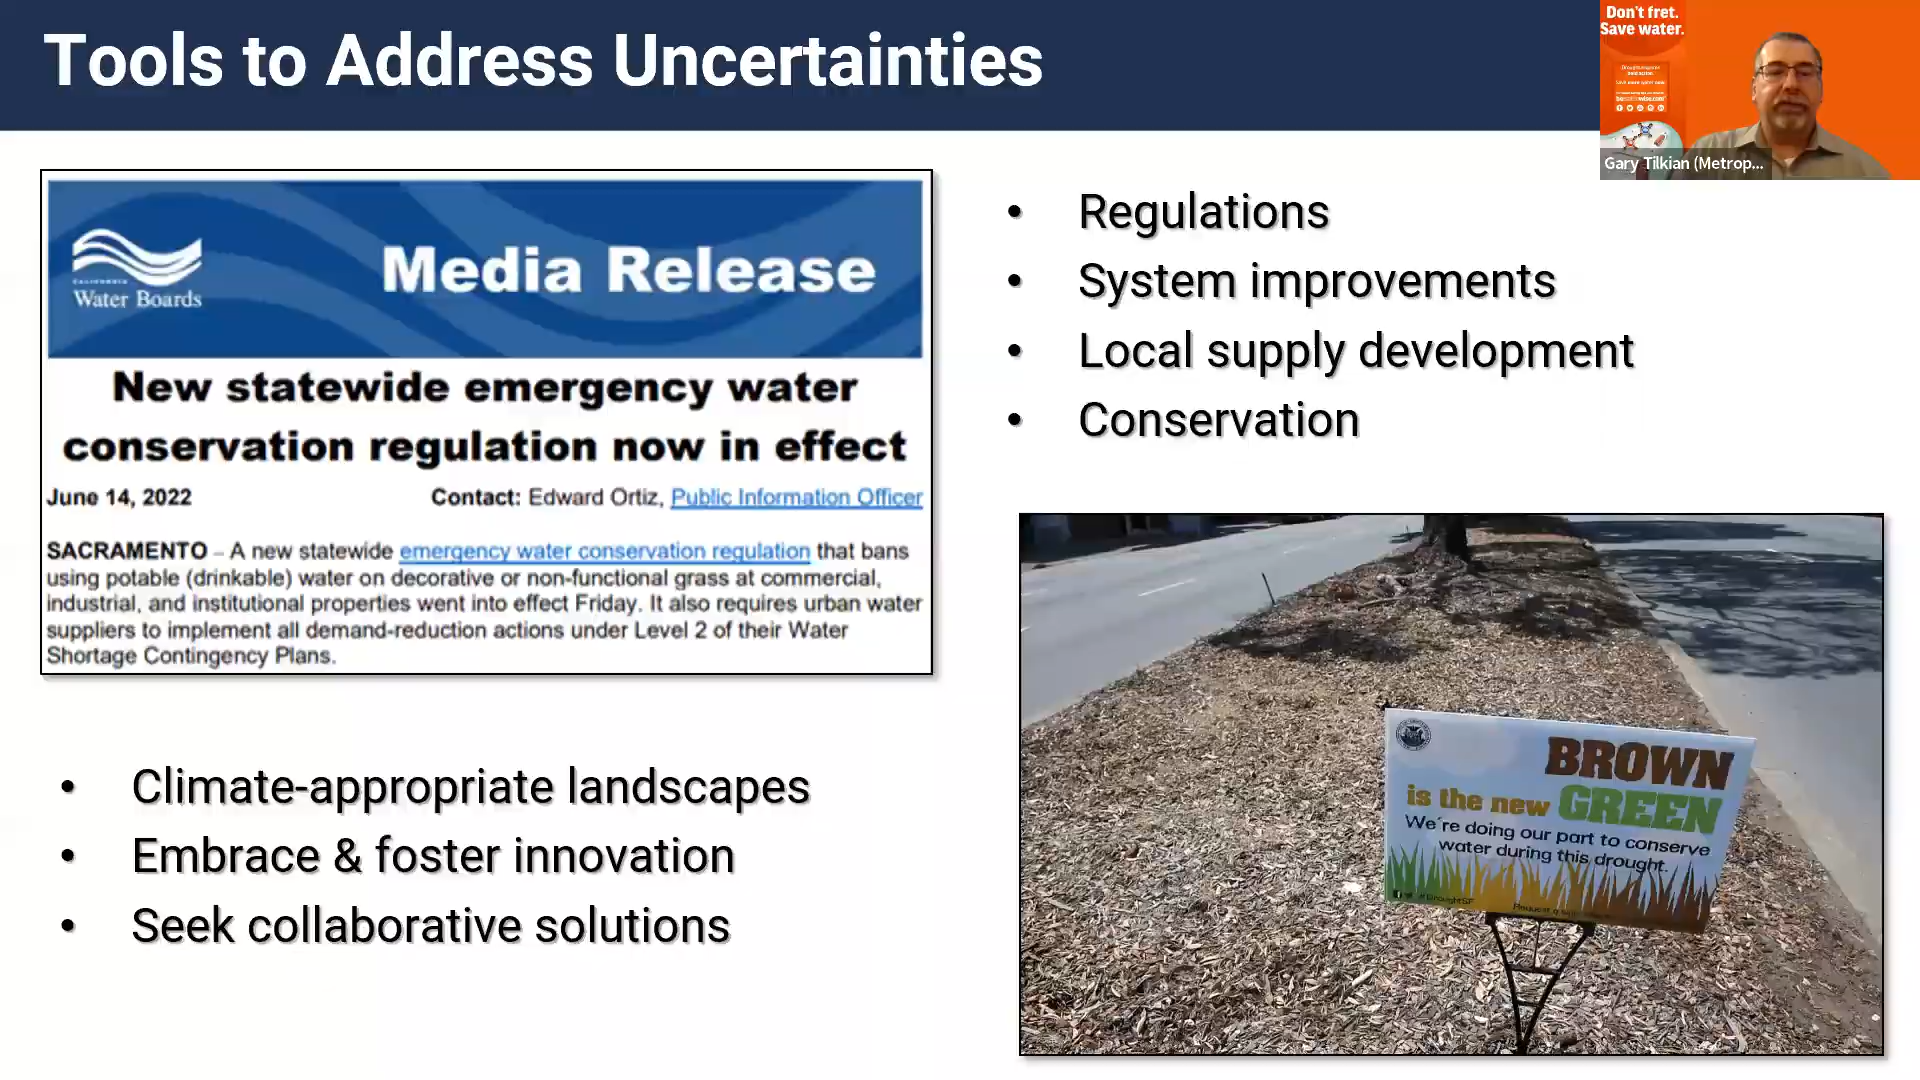 Tools to Address Uncertainties
Don't fret.
Save water.
Gary Tilkian (Metrop...
CALIFORNIA
Water Boards
Media Release
New statewide emergency water
conservation regulation now in effect
June 14, 2022
Contact: Edward Ortiz, Public Information Officer
SACRAMENTO – A new statewide emergency water conservation regulation that bans
using potable (drinkable) water on decorative or non-functional grass at commercial,
industrial, and institutional properties went into effect Friday. It also requires urban water
suppliers to implement all demand-reduction actions under Level 2 of their Water
Shortage Contingency Plans.
• Regulations
• System improvements
• Local supply development
• Conservation
• Climate-appropriate landscapes
• Embrace & foster innovation
• Seek collaborative solutions
BROWN
is the new GREEN
We're doing our part to conserve
water during this drought.